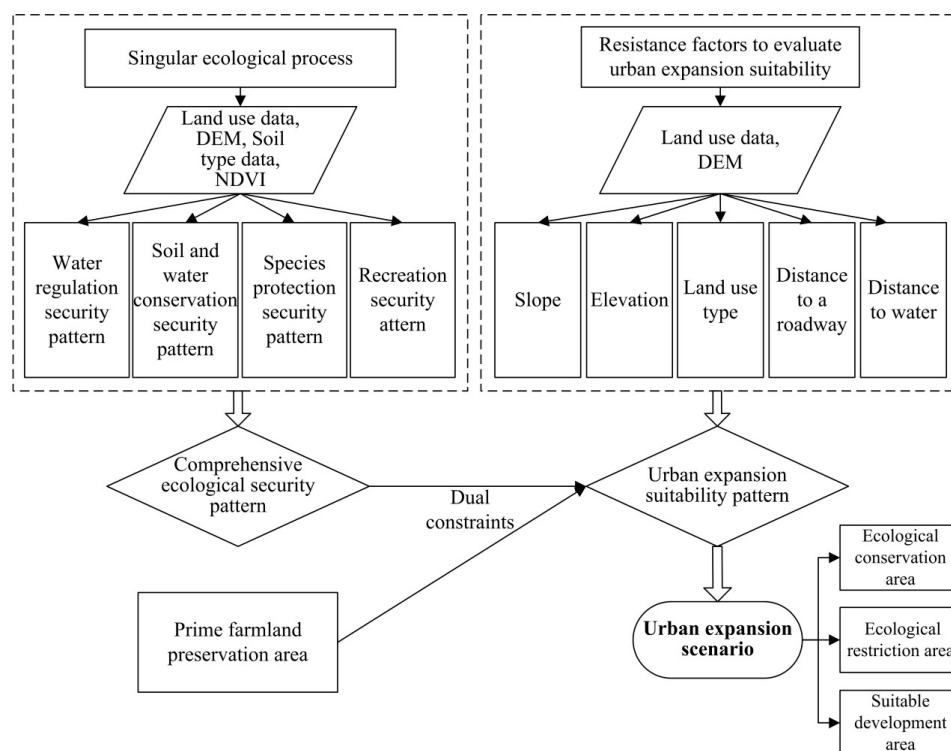 Singular ecological process
Land use data,
DEM, Soil
type data,
NDVI
Water
regulation
security
pattern
Soil and
water
conservation
security
pattern
Species
protection
security
pattern
Recreation
security
attern
Resistance factors to evaluate
urban expansion suitability
Land use data,
DEM
Slope
Elevation
Land use
type
Distance
to a
roadway
Distance
to water
Comprehensive
ecological security
pattern
Dual
constraints
Urban expansion
suitability pattern
Prime farmland
preservation area
Urban expansion
scenario
Ecological
conservation
area
Ecological
restriction area
Suitable
development
area